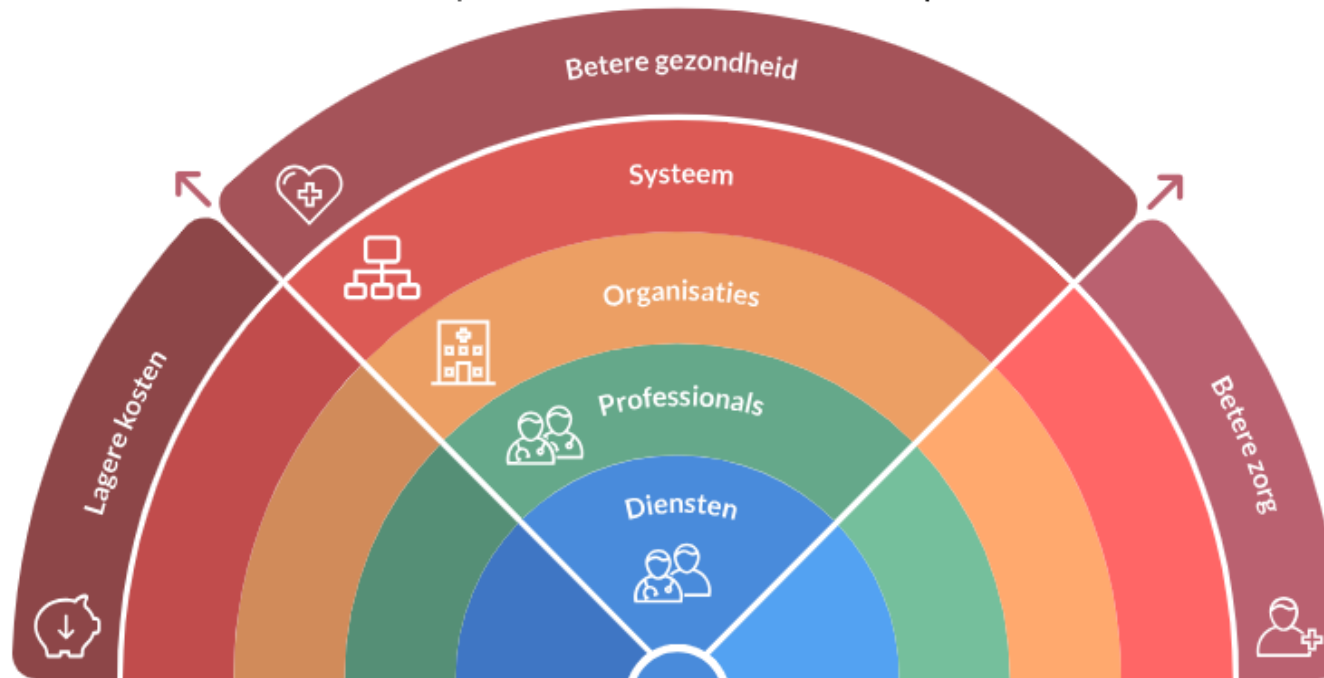 Betere gezondheid
Systeem
Organisaties
Professionals
Diensten
Lagere kosten
Betere zorg